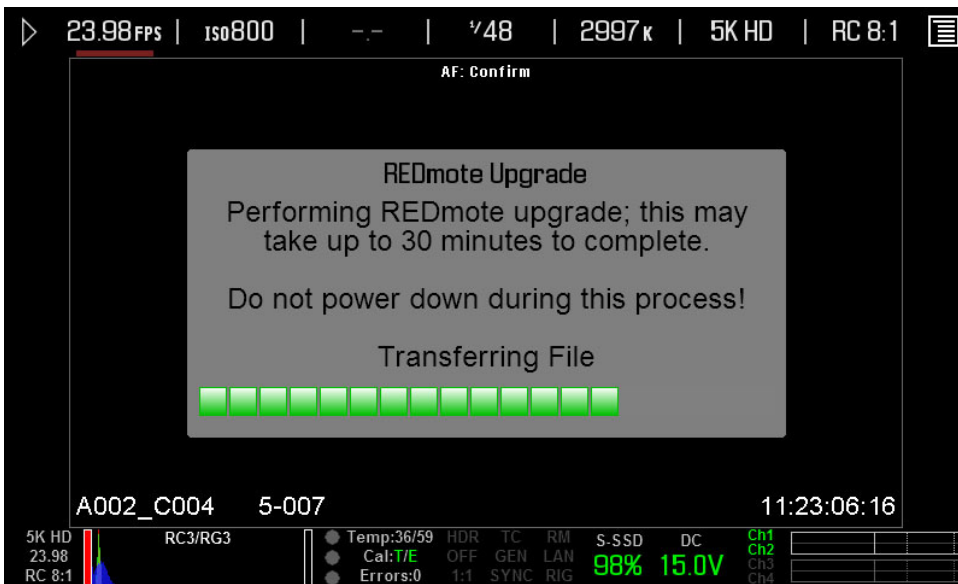 23.98 FPS | ISO800 | -.- | 1/48 | 2997K | 5K HD | RC 8:1
AF: Confirm
REDmote Upgrade
Performing REDmote upgrade; this may
take up to 30 minutes to complete.
Do not power down during this process!
Transferring File
A002_C004 5-007 11:23:06:16
5K HD RC3/RG3 Temp:36/59 HDR TC RM S-SSD DC Ch1
Ch2
23.98 Cal:T/E OFF GEN LAN 98% 15.0V Ch3
RC 8:1 Errors:0 1:1 SYNC RIG Ch4